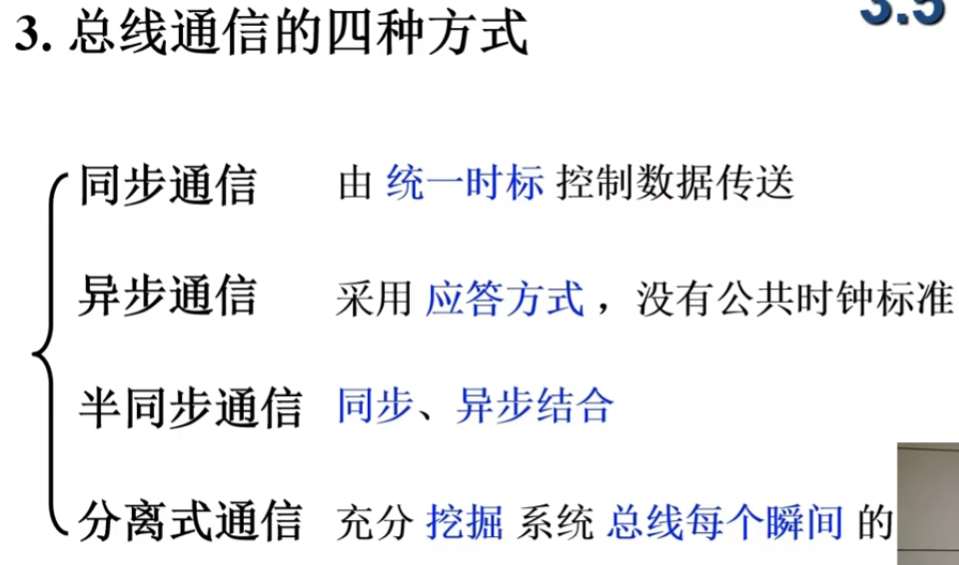 3. 总线通信的四种方式
3.5
同步通信 由 统一时标 控制数据传送
异步通信 采用 应答方式，没有公共时钟标准
半同步通信 同步、异步结合
分离式通信 充分 挖掘 系统 总线每个瞬间 的